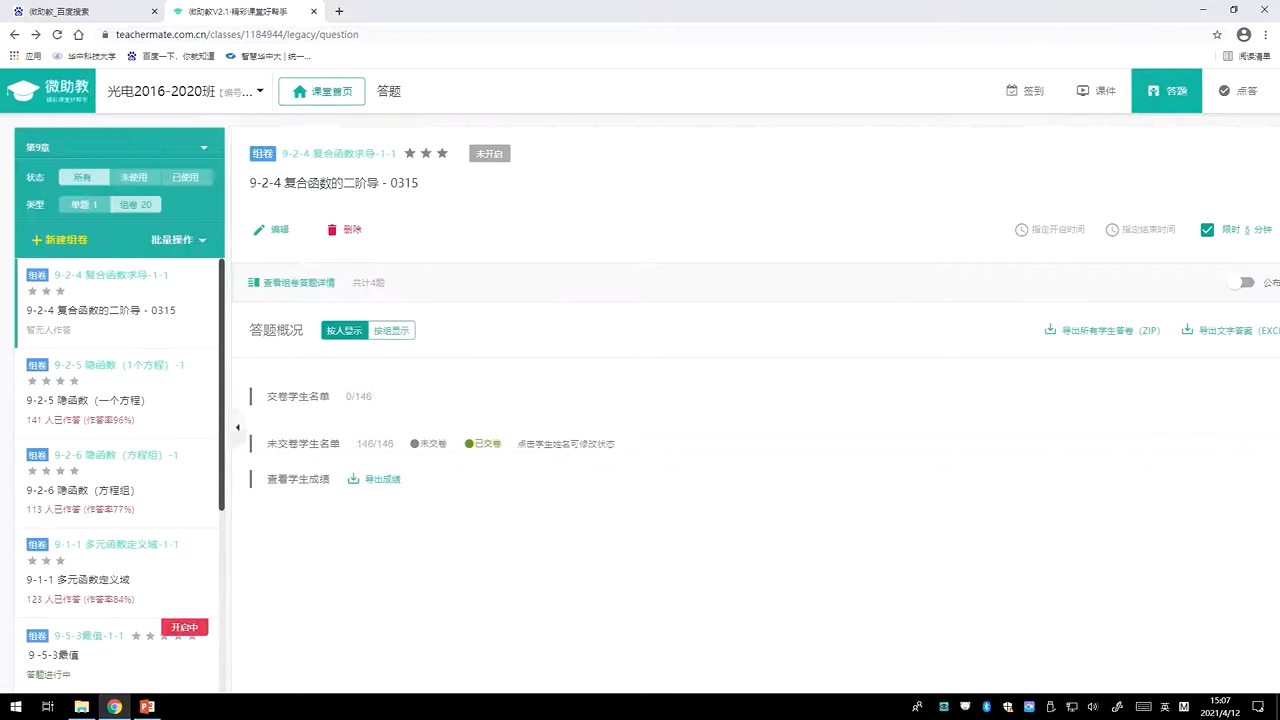 微助教_百度搜索
微助教V2.1-精彩课堂好帮手
teachermate.com.cn/classes/1184944/legacy/question
应用 华中科技大学 百度一下，你就知道 智慧华中大 | 统一... 阅读清单
微助教
精彩课堂好帮手
光电2016-2020班 [编号... 课堂首页 答题 签到 课件 答题 点答
第9章
状态 所有 未使用 已使用
类型 单题 1 组卷 20
新建组卷 批量操作
组卷 9-2-4 复合函数求导-1-1
9-2-4 复合函数的二阶导 - 0315
暂无人作答
组卷 9-2-5 隐函数（1个方程）-1
9-2-5 隐函数（一个方程）
141 人已作答 (作答率96%)
组卷 9-2-6 隐函数（方程组）-1
9-2-6 隐函数（方程组）
113 人已作答 (作答率77%)
组卷 9-1-1 多元函数定义域-1-1
9-1-1 多元函数定义域
123 人已作答 (作答率84%)
开启中
组卷 9-5-3最值-1-1
9 -5-3最值
答题进行中
组卷 9-2-4 复合函数求导-1-1 未开启
9-2-4 复合函数的二阶导 - 0315
编辑 删除 指定开启时间 指定结束时间 限时 5 分钟
查看组卷答题详情 共计4题 公布
答题概况 按人显示 按组显示 导出所有学生答卷（ZIP） 导出文字答案（EXC
交卷学生名单 0/146
未交卷学生名单 146/146 未交卷 已交卷 点击学生姓名可修改状态
查看学生成绩 导出成绩
英 M
15:07
2021/4/12